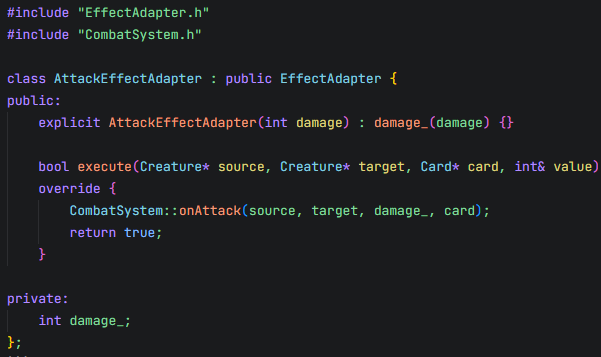 #include "EffectAdapter.h"
#include "CombatSystem.h"
class AttackEffectAdapter : public EffectAdapter {
public:
explicit AttackEffectAdapter(int damage) : damage_(damage) {}
bool execute(Creature* source, Creature* target, Card* card, int& value)
override {
CombatSystem::onAttack(source, target, damage_, card);
return true;
}
private:
int damage_;
};